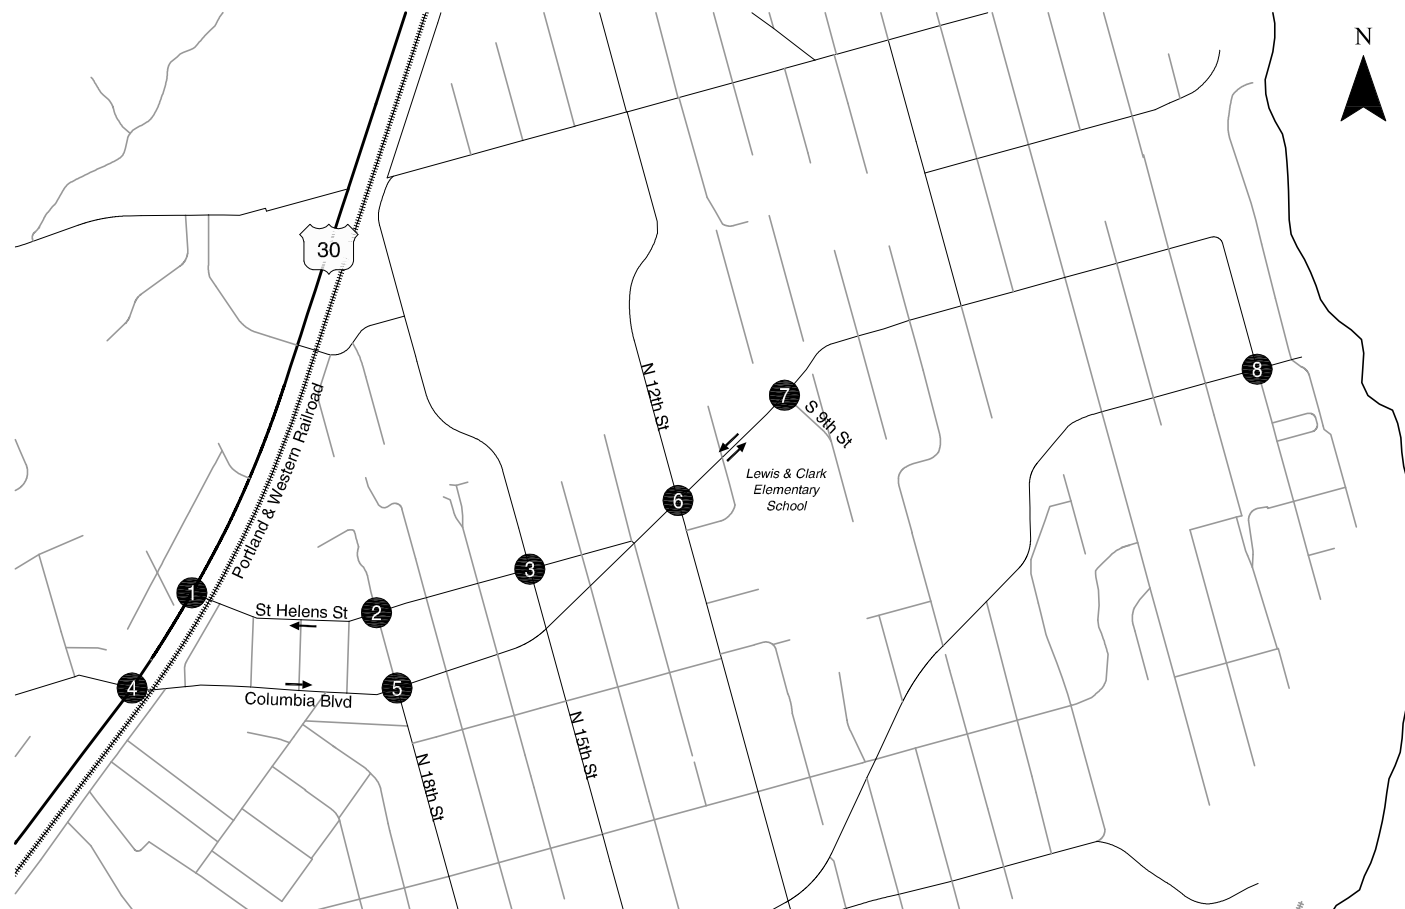 N
30
N 12th St
8
7
S 9th St
Portland & Western Railroad
Lewis & Clark
Elementary
School
6
3
1
St Helens St
2
4
5
Columbia Blvd
N 15th St
N 18th St